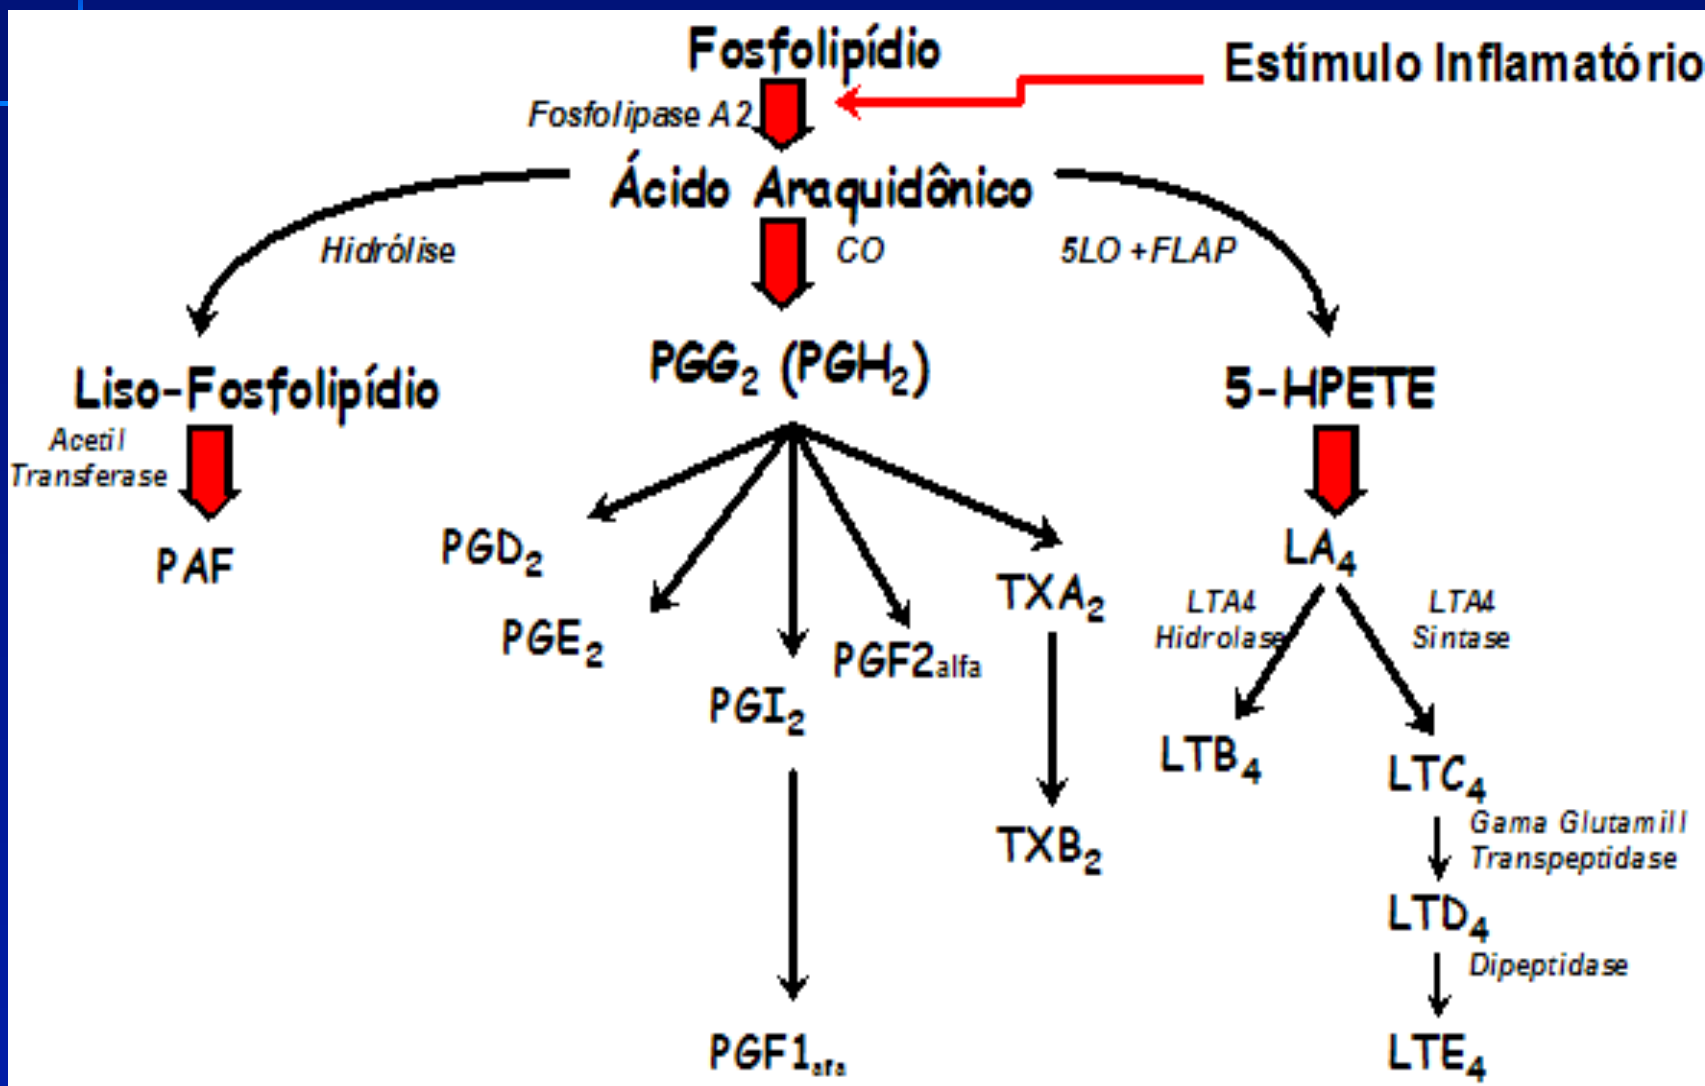 Fosfolipídio
Estímulo Inflamatório
Fosfolipase A2
Ácido Araquidônico
Hidrólise
CO
5LO +FLAP
PGG2 (PGH2)
Liso-Fosfolipídio
5-HPETE
Acetil
Transferase
PAF
PGD2
PGE2
PGI2
PGF2alfa
TXA2
LA4
LTA4
Hidrolase
LTA4
Sintase
LTB4
LTC4
TXB2
Gama Glutamill
Transpeptidase
LTD4
Dipeptidase
PGF1afa
LTE4